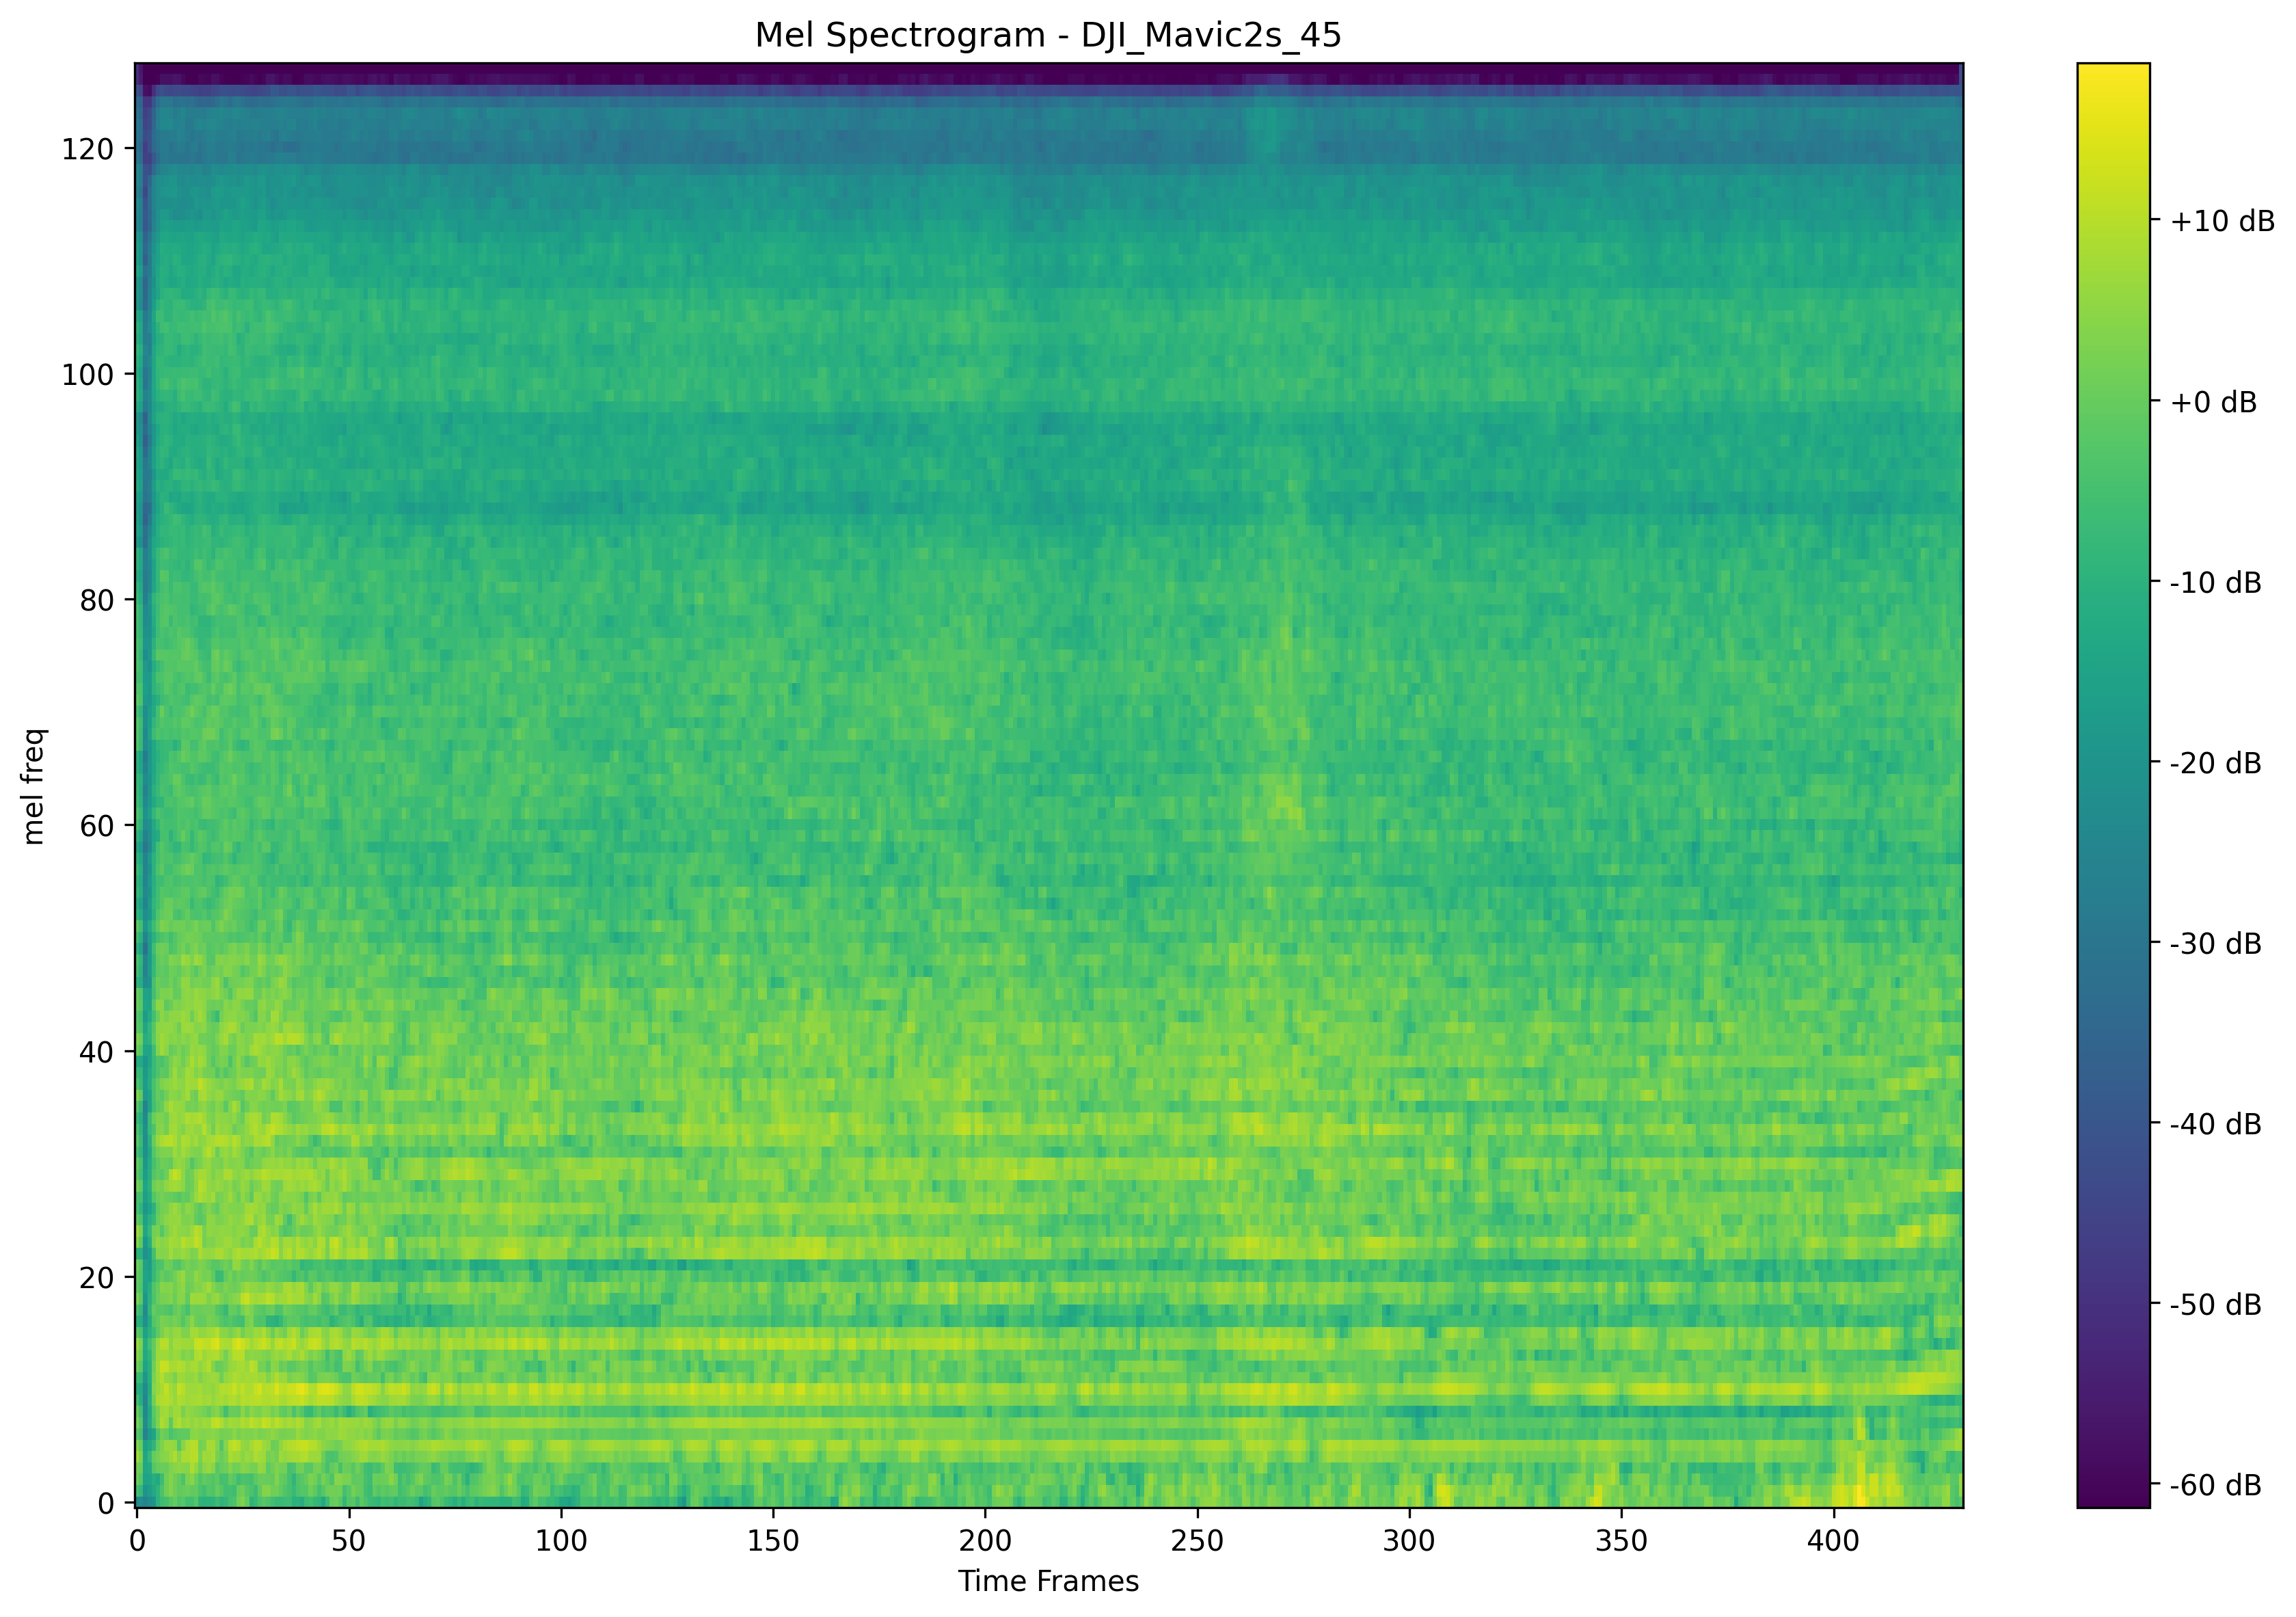 Mel Spectrogram - DJI_Mavic2s_45
120
100
80
60
40
20
0
mel freq
0 50 100 150 200 250 300 350 400
Time Frames
+10 dB
+0 dB
-10 dB
-20 dB
-30 dB
-40 dB
-50 dB
-60 dB